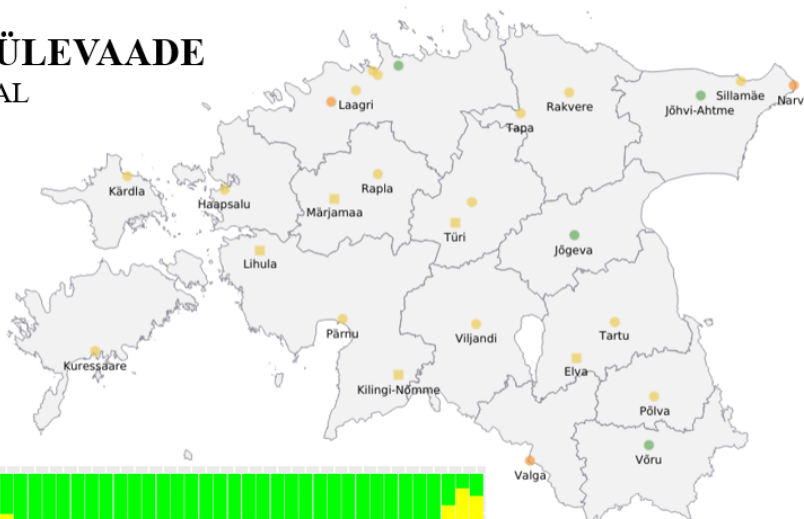 ÜLEVAADE
AL
Laagri
Rakvere
Sillamäe
Narv
Jõhvi-Ahtme
Tapa
Kärdla
Haapsalu
Rapla
Märjamaa
Türi
Jõgeva
Lihula
Pärnu
Viljandi
Tartu
Kuressaare
Elva
Kilingi-Nõmme
Põlva
Võru
Valga